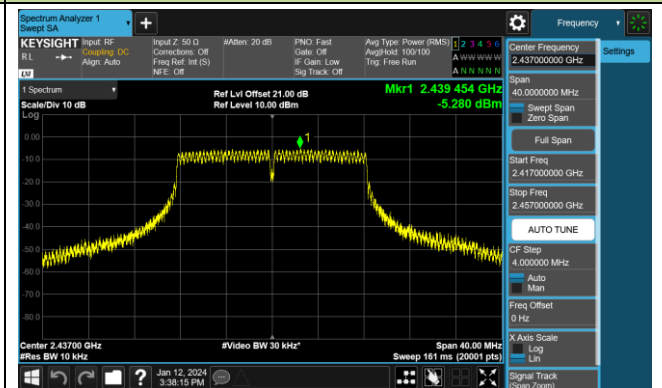 Spectrum Analyzer 1
Swept SA
+
Frequency
KEYSIGHT
RL
LXI
Input: RF
Coupling: DC
Align: Auto
Input Z: 50 Ω
Corrections: Off
Freq Ref: Int (S)
NFE: Off
#Atten: 20 dB
PNO: Fast
Gate: Off
IF Gain: Low
Sig Track: Off
Avg Type: Power (RMS)
Avg|Hold: 100/100
Trig: Free Run
1 2 3 4 5 6
A W W W W W
A N N N N N
1 Spectrum
Scale/Div 10 dB
Log
Ref Lvl Offset 21.00 dB
Ref Level 10.00 dBm
Mkr1 2.439 454 GHz
-5.280 dBm
1
0.00
-10.0
-20.0
-30.0
-40.0
-50.0
-60.0
-70.0
-80.0
Center 2.43700 GHz
#Res BW 10 kHz
#Video BW 30 kHz*
Span 40.00 MHz
Sweep 161 ms (20001 pts)
Center Frequency
2.437000000 GHz
Settings
Span
40.0000000 MHz
Swept Span
Zero Span
Full Span
Start Freq
2.417000000 GHz
Stop Freq
2.457000000 GHz
AUTO TUNE
CF Step
4.000000 MHz
Auto
Man
Freq Offset
0 Hz
X Axis Scale
Log
Lin
Signal Track
(Span Zoom)
?
Jan 12, 2024
3:38:15 PM